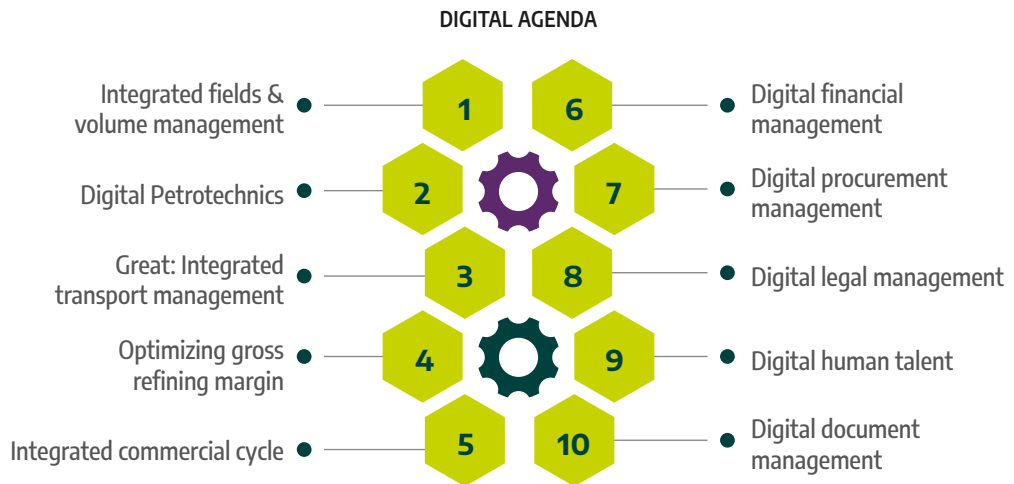 DIGITAL AGENDA
Integrated fields &
volume management
1
6
Digital financial
management
Digital Petrotechnics
2
7
Digital procurement
management
Great: Integrated
transport management
3
8
Digital legal management
Optimizing gross
refining margin
4
9
Digital human talent
Integrated commercial cycle
5
10
Digital document
management